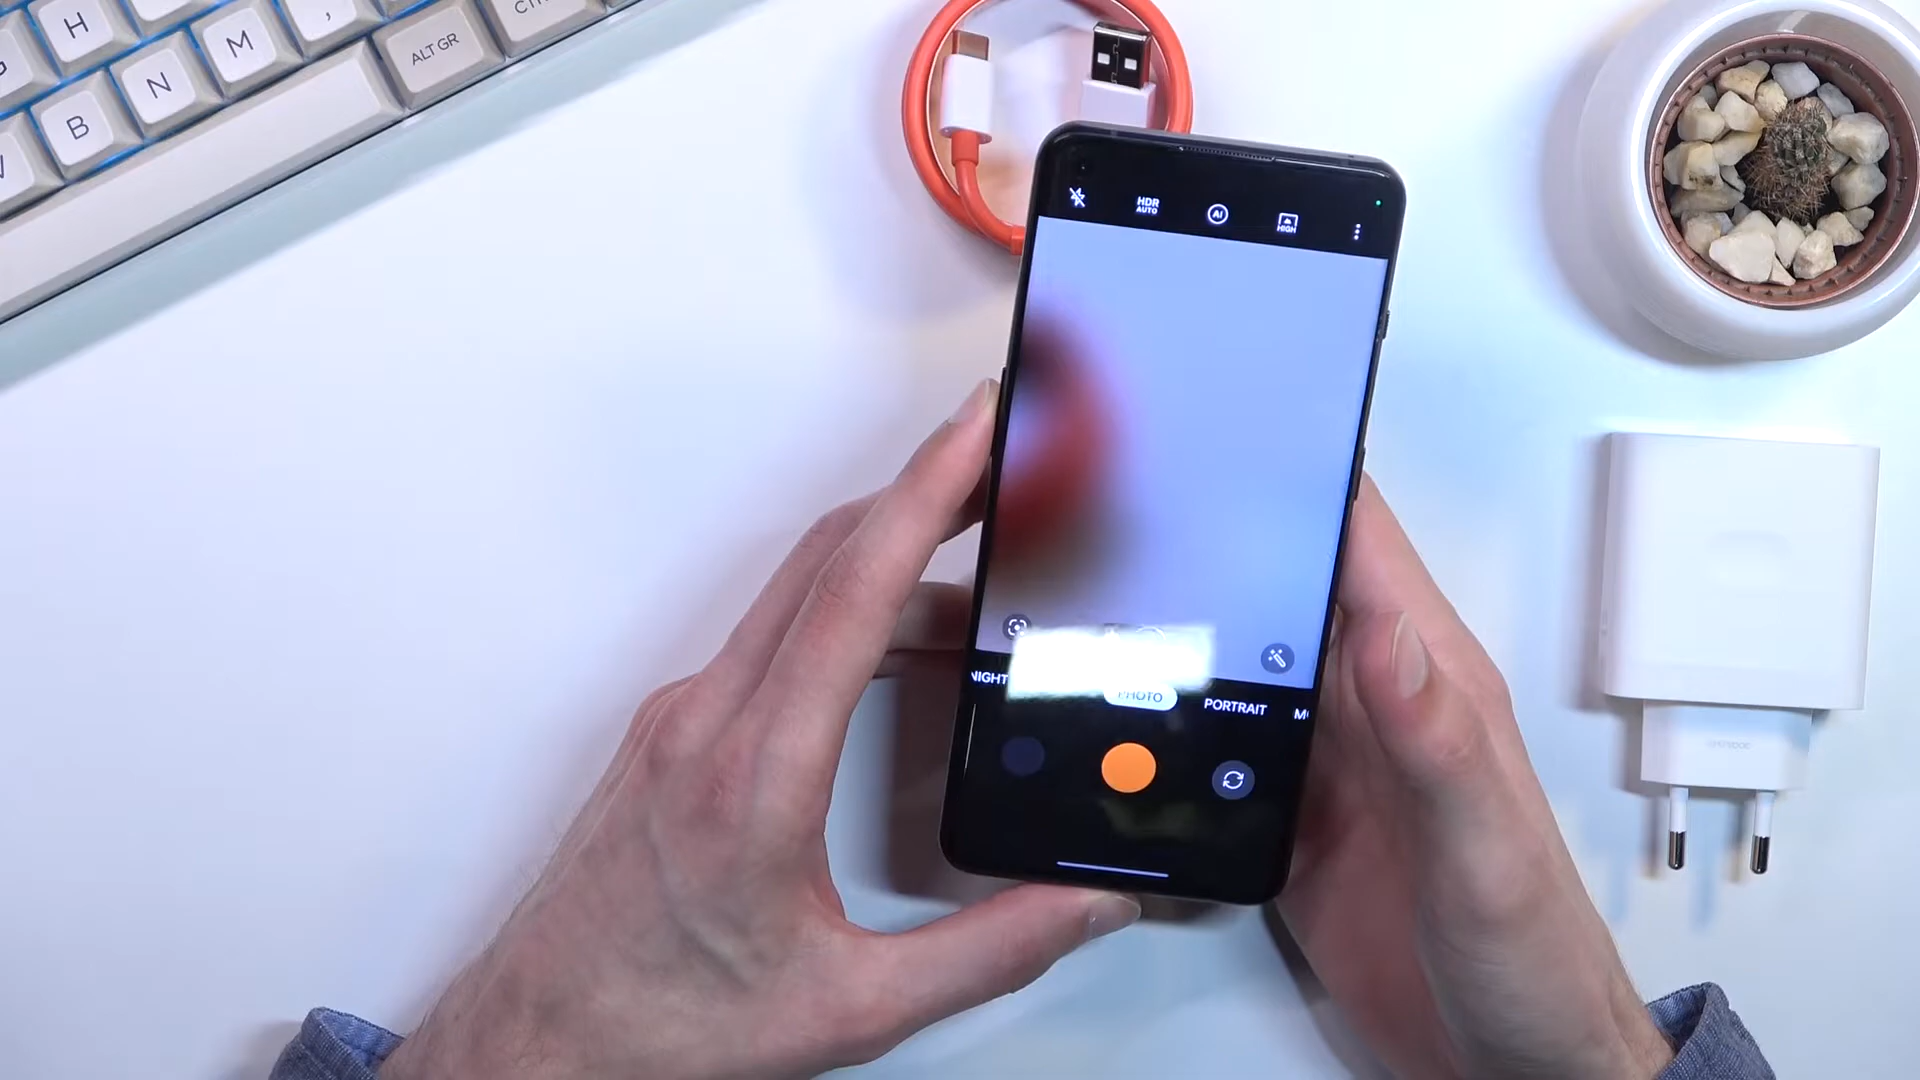 H
,
M
ALT GR
N
B
HDR
AUTO
AI
HIGH
NIGHT
PHOTO
PORTRAIT